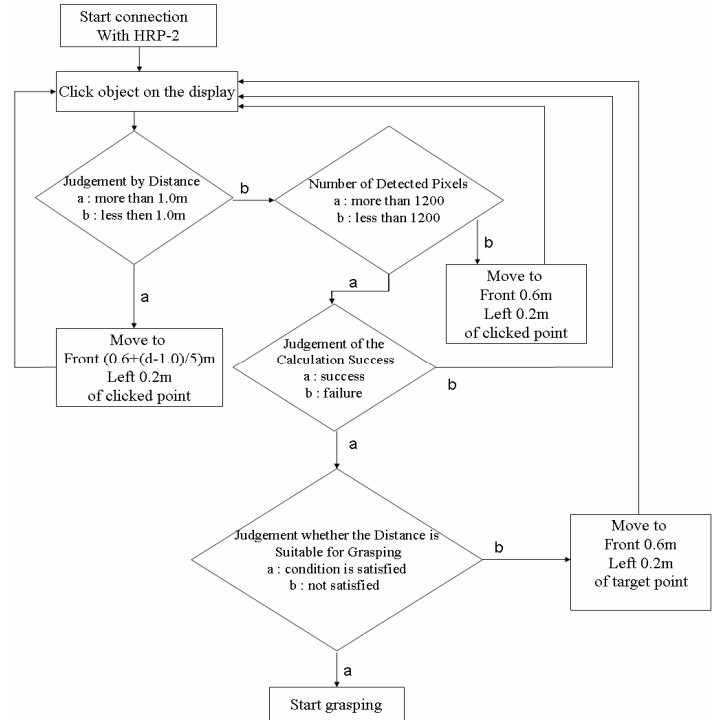 Start connection
With HRP-2
Click object on the display
Judgement by Distance
a : more than 1.0m
b : less then 1.0m
b
Number of Detected Pixels
a : more than 1200
b : less than 1200
b
a
a
Move to
Front 0.6m
Left 0.2m
of clicked point
Move to
Front (0.6+(d-1.0)/5)m
Left 0.2m
of clicked point
Judgement of the
Calculation Success
a : success
b : failure
b
a
Judgement whether the Distance is
Suitable for Grasping
a : condition is satisfied
b : not satisfied
b
Move to
Front 0.6m
Left 0.2m
of target point
a
Start grasping